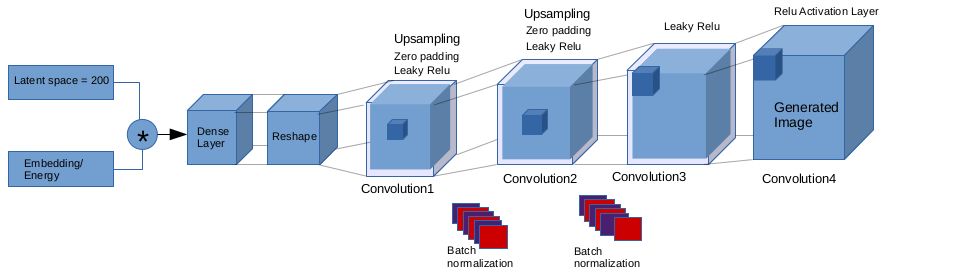 Latent space = 200
Embedding/
Energy
*
Dense
Layer
Reshape
Upsampling
Zero padding
Leaky Relu
Convolution1
Upsampling
Zero padding
Leaky Relu
Convolution2
Batch
normalization
Leaky Relu
Convolution3
Batch
normalization
Relu Activation Layer
Generated
Image
Convolution4